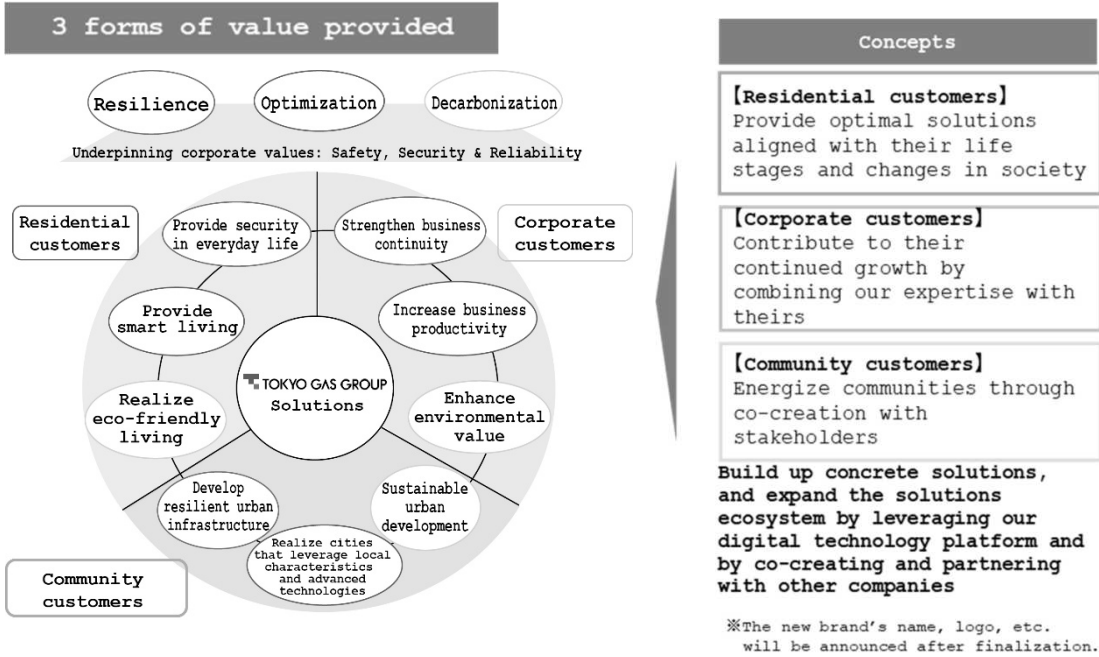 3 forms of value provided
Resilience
Optimization
Decarbonization
Underpinning corporate values: Safety, Security & Reliability
Residential
customers
Corporate
customers
Provide security
in everyday life
Strengthen business
continuity
Provide
smart living
Increase business
productivity
TOKYO GAS GROUP
Solutions
Realize
eco-friendly
living
Enhance
environmental
value
Develop
resilient urban
infrastructure
Sustainable
urban
development
Realize cities
that leverage local
characteristics
and advanced
technologies
Community
customers
Concepts
【Residential customers】
Provide optimal solutions
aligned with their life
stages and changes in society
【Corporate customers】
Contribute to their
continued growth by
combining our expertise with
theirs
【Community customers】
Energize communities through
co-creation with
stakeholders
Build up concrete solutions,
and expand the solutions
ecosystem by leveraging our
digital technology platform and
by co-creating and partnering
with other companies
※The new brand's name, logo, etc.
will be announced after finalization.